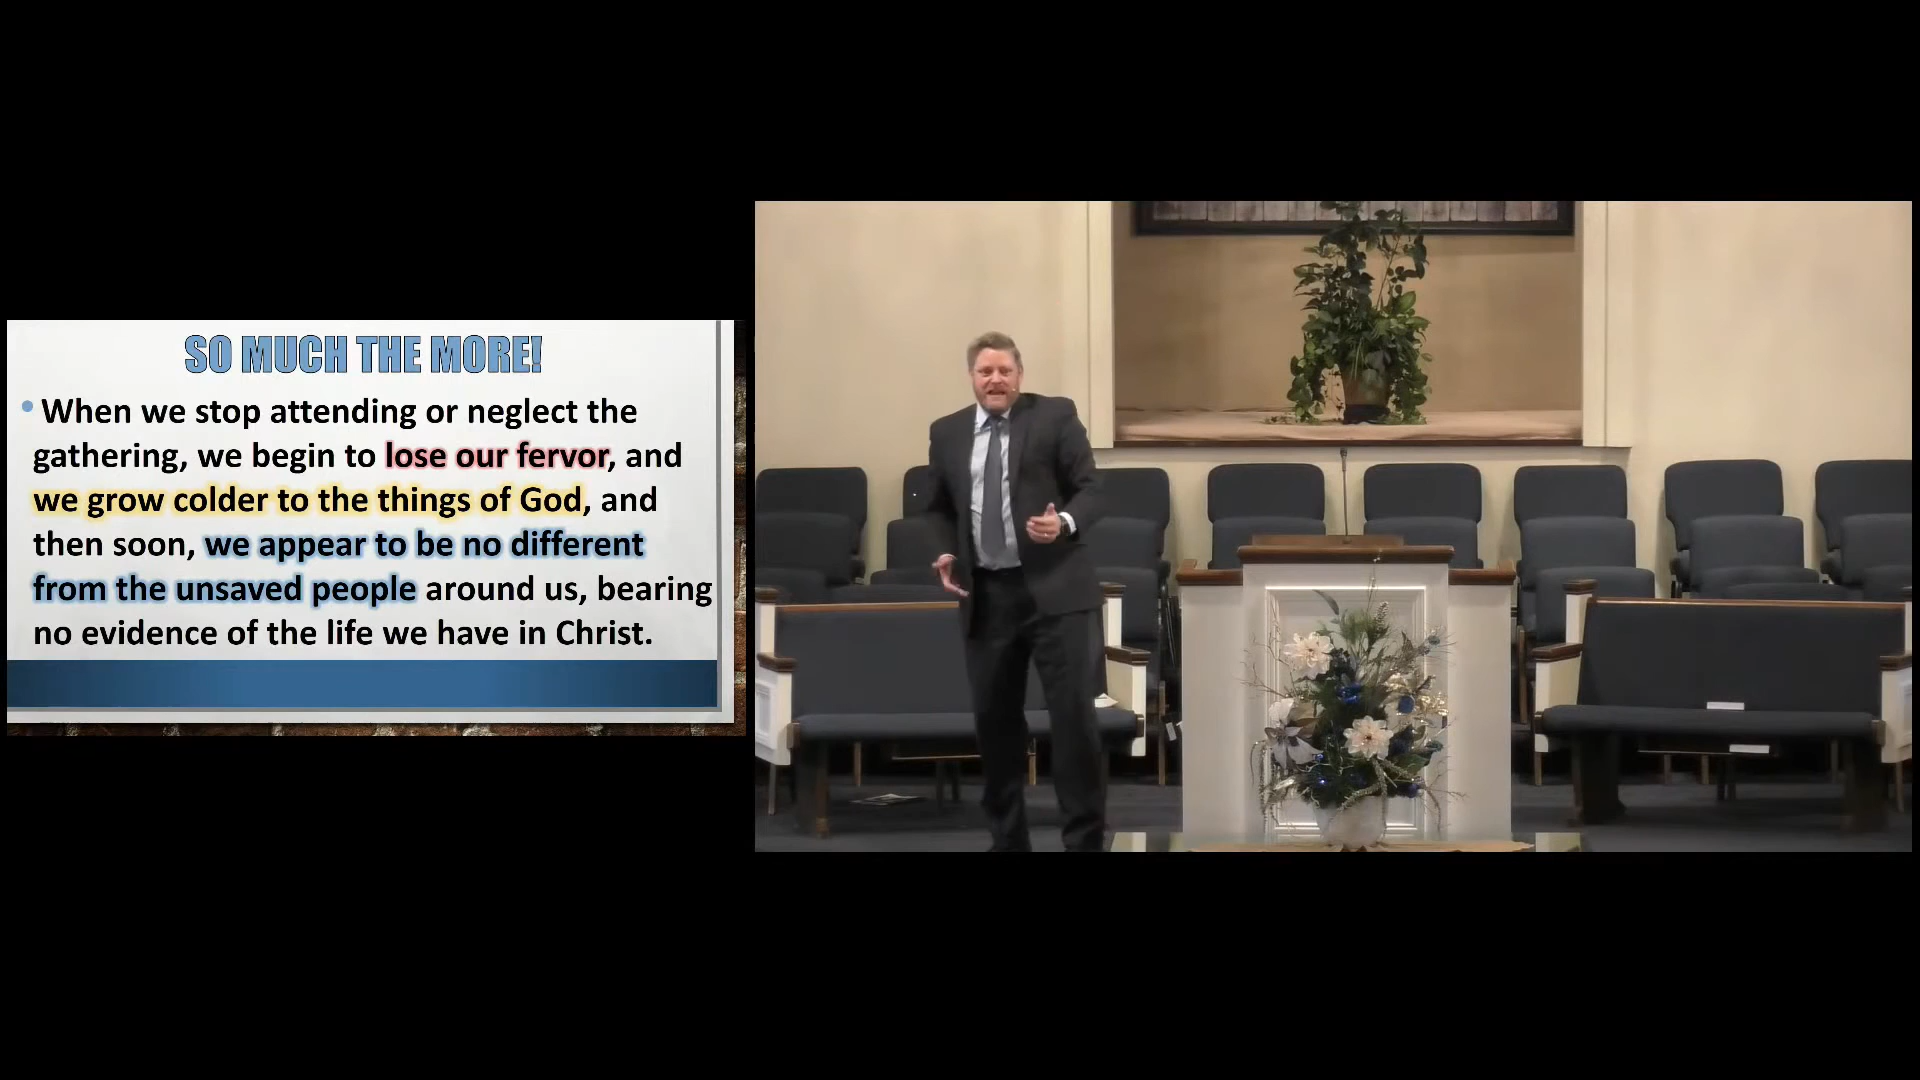 SO MUCH THE MORE!
• When we stop attending or neglect the
gathering, we begin to lose our fervor, and
we grow colder to the things of God, and
then soon, we appear to be no different
from the unsaved people around us, bearing
no evidence of the life we have in Christ.